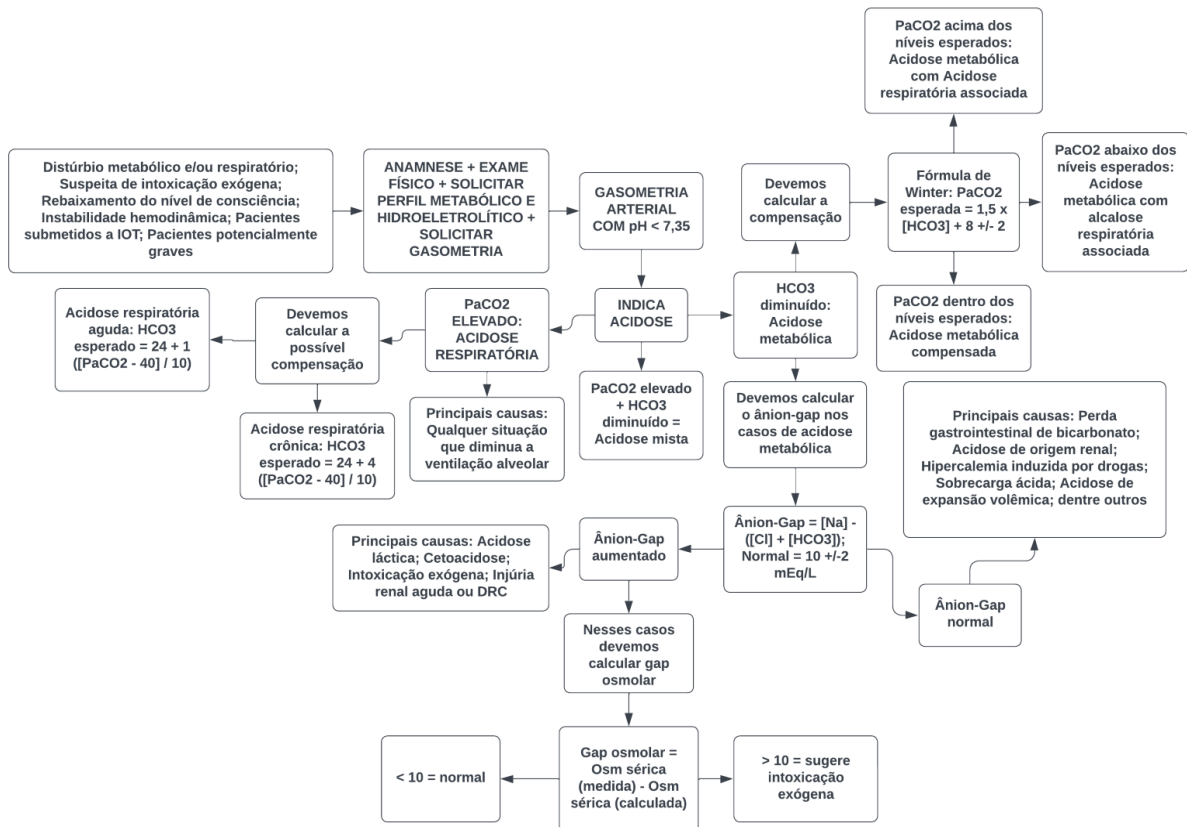 PaCO2 acima dos
níveis esperados:
Acidose metabólica
com Acidose
respiratória associada
Distúrbio metabólico e/ou respiratório;
Suspeita de intoxicação exógena;
Rebaixamento do nível de consciência;
Instabilidade hemodinâmica; Pacientes
submetidos a IOT; Pacientes potencialmente
graves
ANAMNESE + EXAME
FÍSICO + SOLICITAR
PERFIL METABÓLICO E
HIDROELETROLÍTICO +
SOLICITAR
GASOMETRIA
GASOMETRIA
ARTERIAL
COM pH < 7,35
Devemos
calcular a
compensação
Fórmula de
Winter: PaCO2
esperada = 1,5 x
[HCO3] + 8 +/- 2
PaCO2 abaixo dos
níveis esperados:
Acidose
metabólica com
alcalose
respiratória
associada
Acidose respiratória
aguda: HCO3
esperado = 24 + 1
([PaCO2 - 40] / 10)
Devemos
calcular a
possível
compensação
PaCO2
ELEVADO:
ACIDOSE
RESPIRATÓRIA
INDICA
ACIDOSE
HCO3
diminuído:
Acidose
metabólica
PaCO2 dentro dos
níveis esperados:
Acidose metabólica
compensada
Acidose respiratória
crônica: HCO3
esperado = 24 + 4
([PaCO2 - 40] / 10)
Principais causas:
Qualquer situação
que diminua a
ventilação alveolar
PaCO2 elevado
+ HCO3
diminuído =
Acidose mista
Devemos calcular
o ânion-gap nos
casos de acidose
metabólica
Principais causas: Perda
gastrointestinal de bicarbonato;
Acidose de origem renal;
Hipercalemia induzida por drogas;
Sobrecarga ácida; Acidose de
expansão volêmica; dentre outros
Principais causas: Acidose
láctica; Cetoacidose;
Intoxicação exógena; Injúria
renal aguda ou DRC
Ânion-Gap
aumentado
Ânion-Gap = [Na] -
([Cl] + [HCO3]);
Normal = 10 +/-2
mEq/L
Ânion-Gap
normal
Nesses casos
devemos
calcular gap
osmolar
< 10 = normal
Gap osmolar =
Osm sérica
(medida) - Osm
sérica (calculada)
> 10 = sugere
intoxicação
exógena